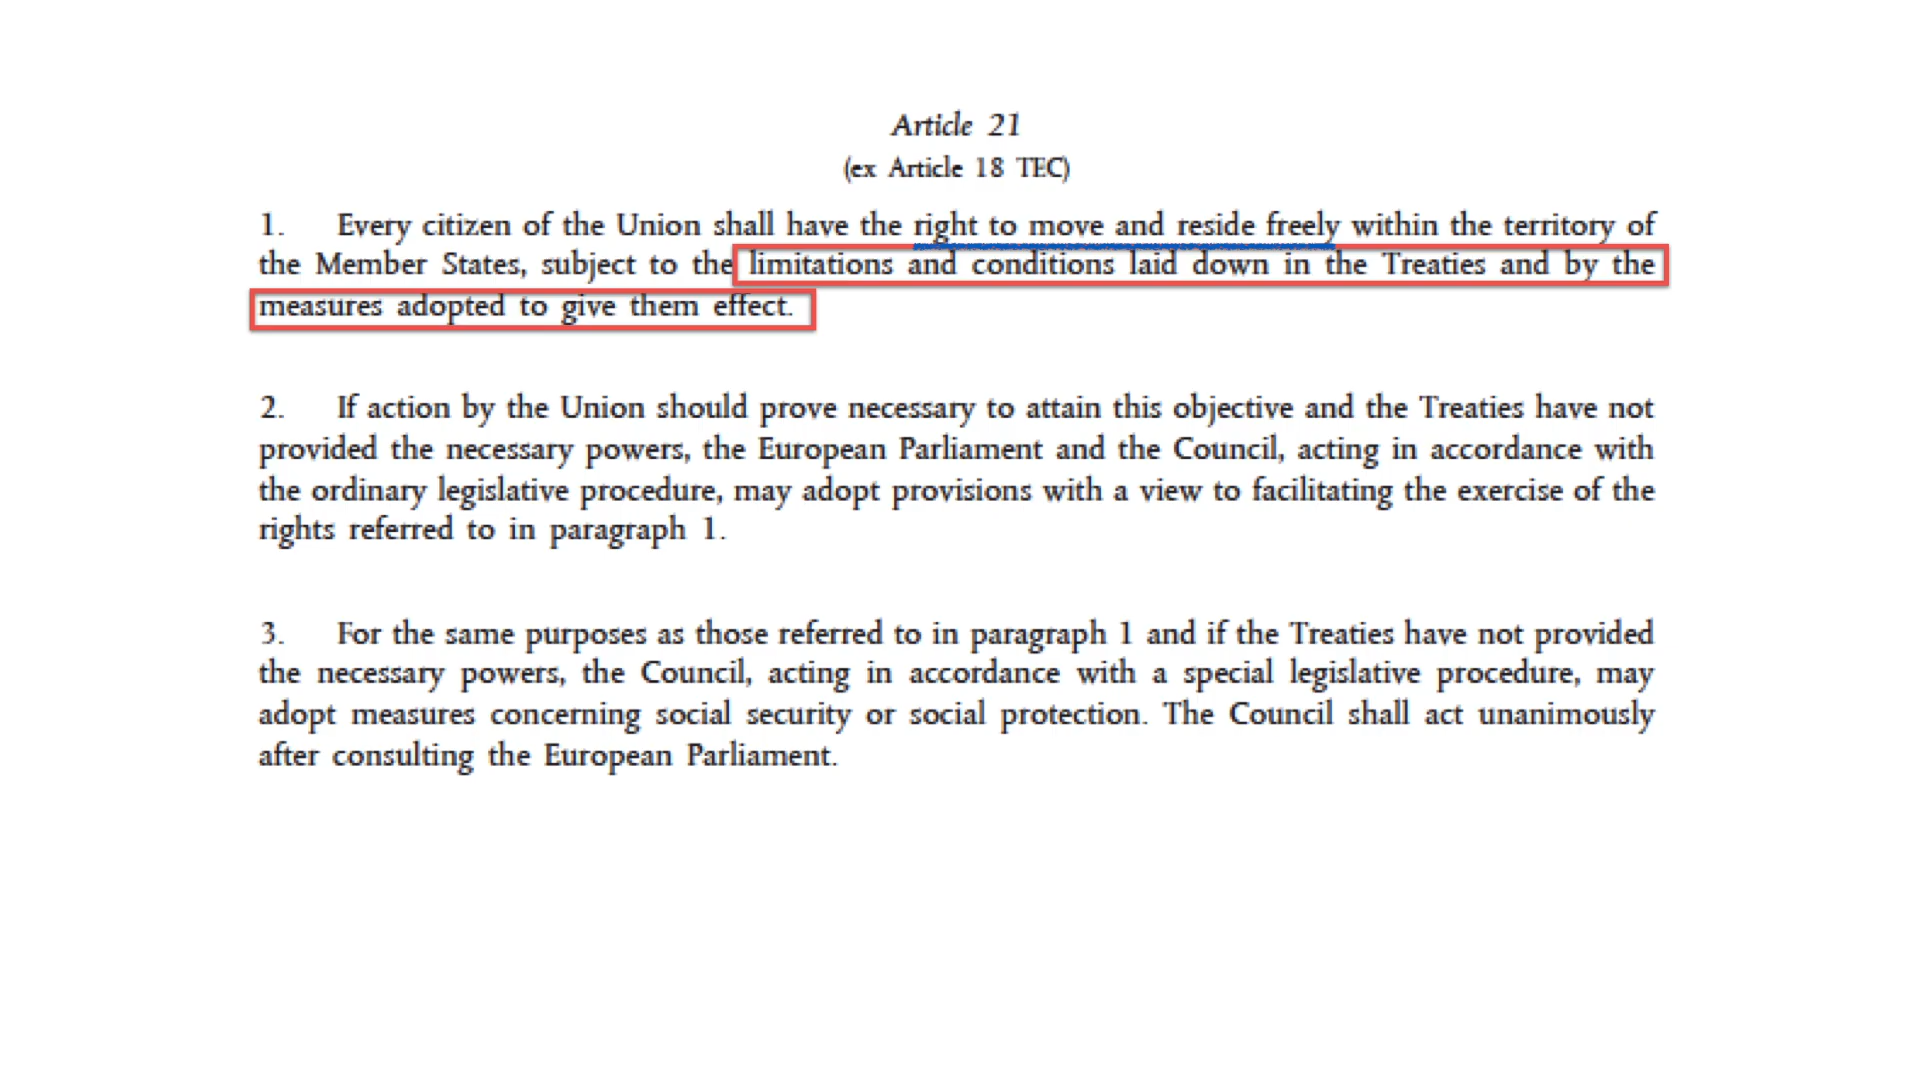 Article 21
(ex Article 18 TEC)
1. Every citizen of the Union shall have the right to move and reside freely within the territory of
the Member States, subject to the limitations and conditions laid down in the Treaties and by the
measures adopted to give them effect.
2. If action by the Union should prove necessary to attain this objective and the Treaties have not
provided the necessary powers, the European Parliament and the Council, acting in accordance with
the ordinary legislative procedure, may adopt provisions with a view to facilitating the exercise of the
rights referred to in paragraph 1.
3. For the same purposes as those referred to in paragraph 1 and if the Treaties have not provided
the necessary powers, the Council, acting in accordance with a special legislative procedure, may
adopt measures concerning social security or social protection. The Council shall act unanimously
after consulting the European Parliament.